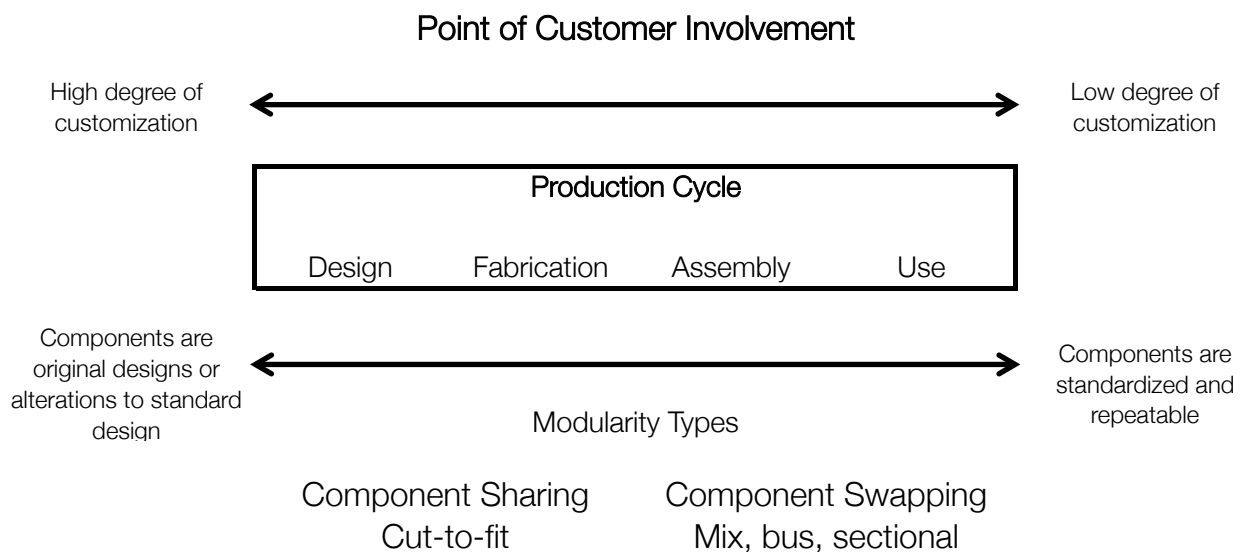 Point of Customer Involvement
High degree of
customization
Low degree of
customization
Production Cycle
Design Fabrication Assembly Use
Components are
original designs or
alterations to standard
design
Components are
standardized and
repeatable
Modularity Types
Component Sharing Component Swapping
Cut-to-fit Mix, bus, sectional